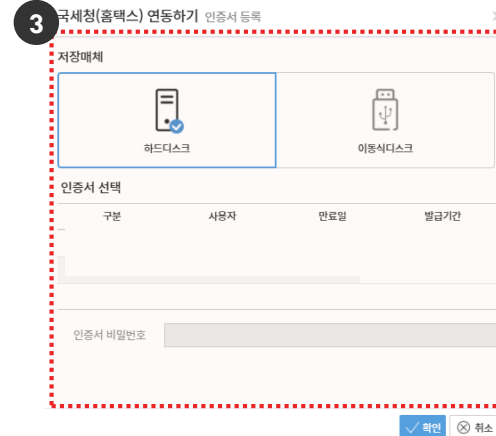 3 국세청(홈택스) 연동하기 인증서 등록
저장매체
하드디스크 이동식디스크
인증서 선택
구분 사용자 만료일 발급기간
인증서 비밀번호
확인 취소